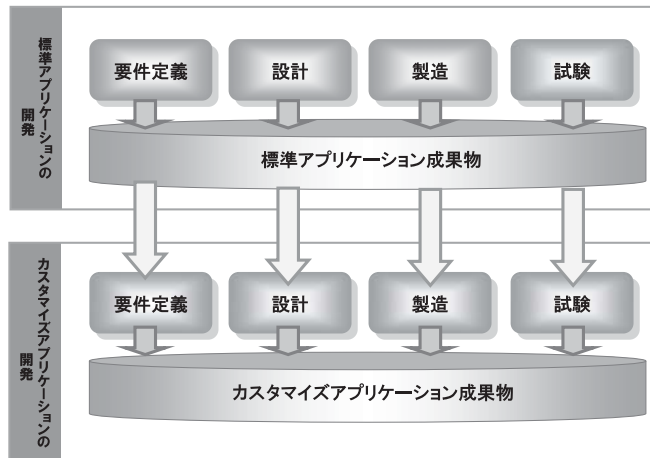 標準アプリケーションの
開発
要件定義
設計
製造
試験
標準アプリケーション成果物
カスタマイズアプリケーションの
開発
要件定義
設計
製造
試験
カスタマイズアプリケーション成果物